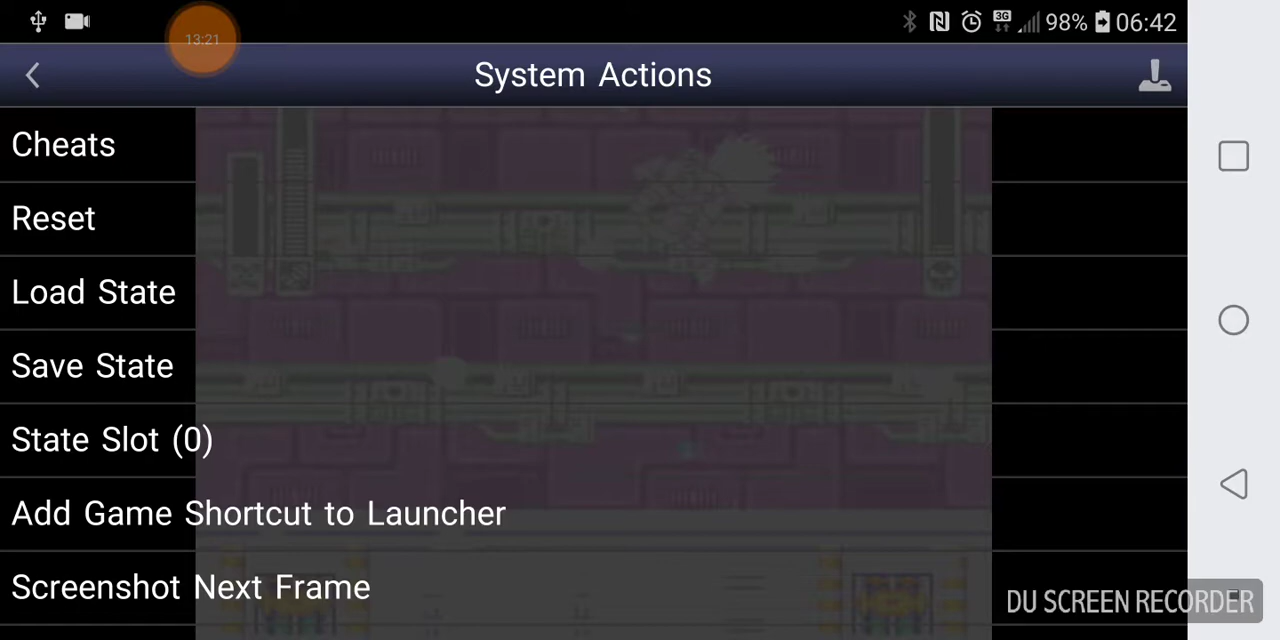 13:21
3G
98%
06:42
System Actions
Cheats
Reset
Load State
Save State
State Slot (0)
Add Game Shortcut to Launcher
Screenshot Next Frame
DU SCREEN RECORDER